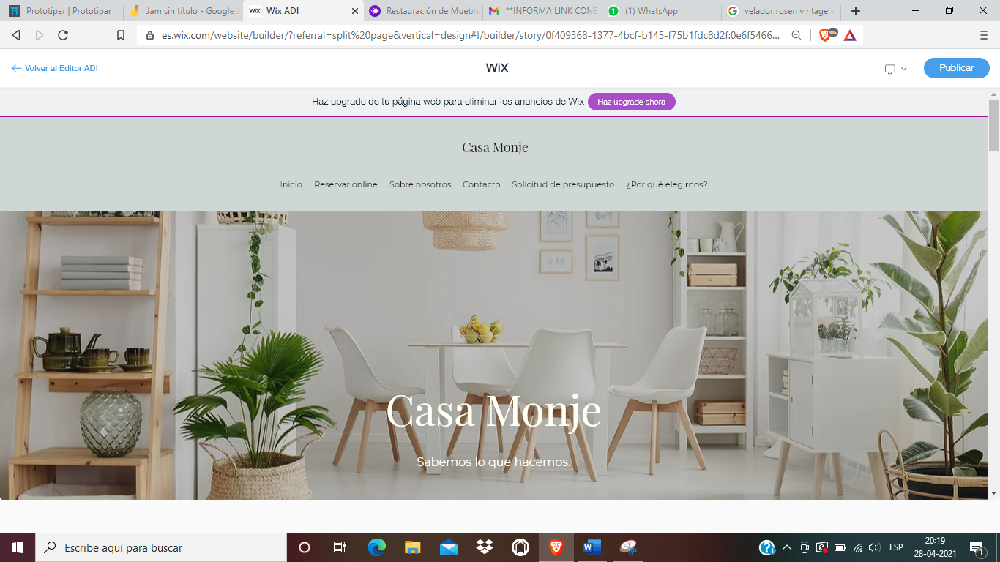 Prototipar | Prototipar
Jam sin título - Google J
WIX Wix ADI
Restauración de Mueble
**INFORMA LINK CONE
(1) WhatsApp
velador rosen vintage -
es.wix.com/website/builder/?referral=split%20page&vertical=design#!/builder/story/0f409368-1377-4bcf-b145-f75b1fdc8d2f:0e6f5466...
99+
Volver al Editor ADI
WiX
Publicar
Haz upgrade de tu página web para eliminar los anuncios de Wix
Haz upgrade ahora
Casa Monje
Inicio Reservar online Sobre nosotros Contacto Solicitud de presupuesto ¿Por qué elegirnos?
Casa Monje
Sabemos lo que hacemos.
Escribe aquí para buscar
ESP
20:19
28-04-2021
1